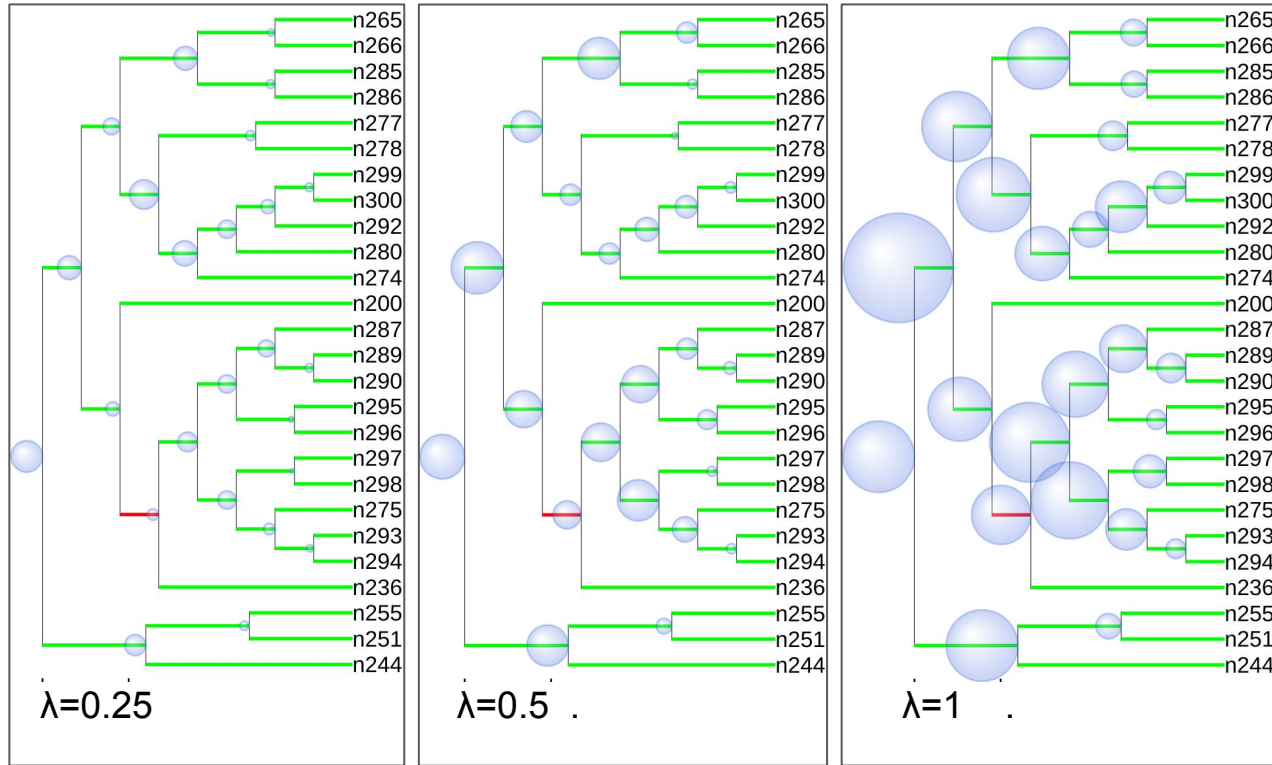 n265
n266
n285
n286
n277
n278
n299
n300
n292
n280
n274
n200
n287
n289
n290
n295
n296
n297
n298
n275
n293
n294
n236
n255
n251
n244
λ=0.25
n265
n266
n285
n286
n277
n278
n299
n300
n292
n280
n274
n200
n287
n289
n290
n295
n296
n297
n298
n275
n293
n294
n236
n255
n251
n244
λ=0.5 .
n265
n266
n285
n286
n277
n278
n299
n300
n292
n280
n274
n200
n287
n289
n290
n295
n296
n297
n298
n275
n293
n294
n236
n255
n251
n244
λ=1 .